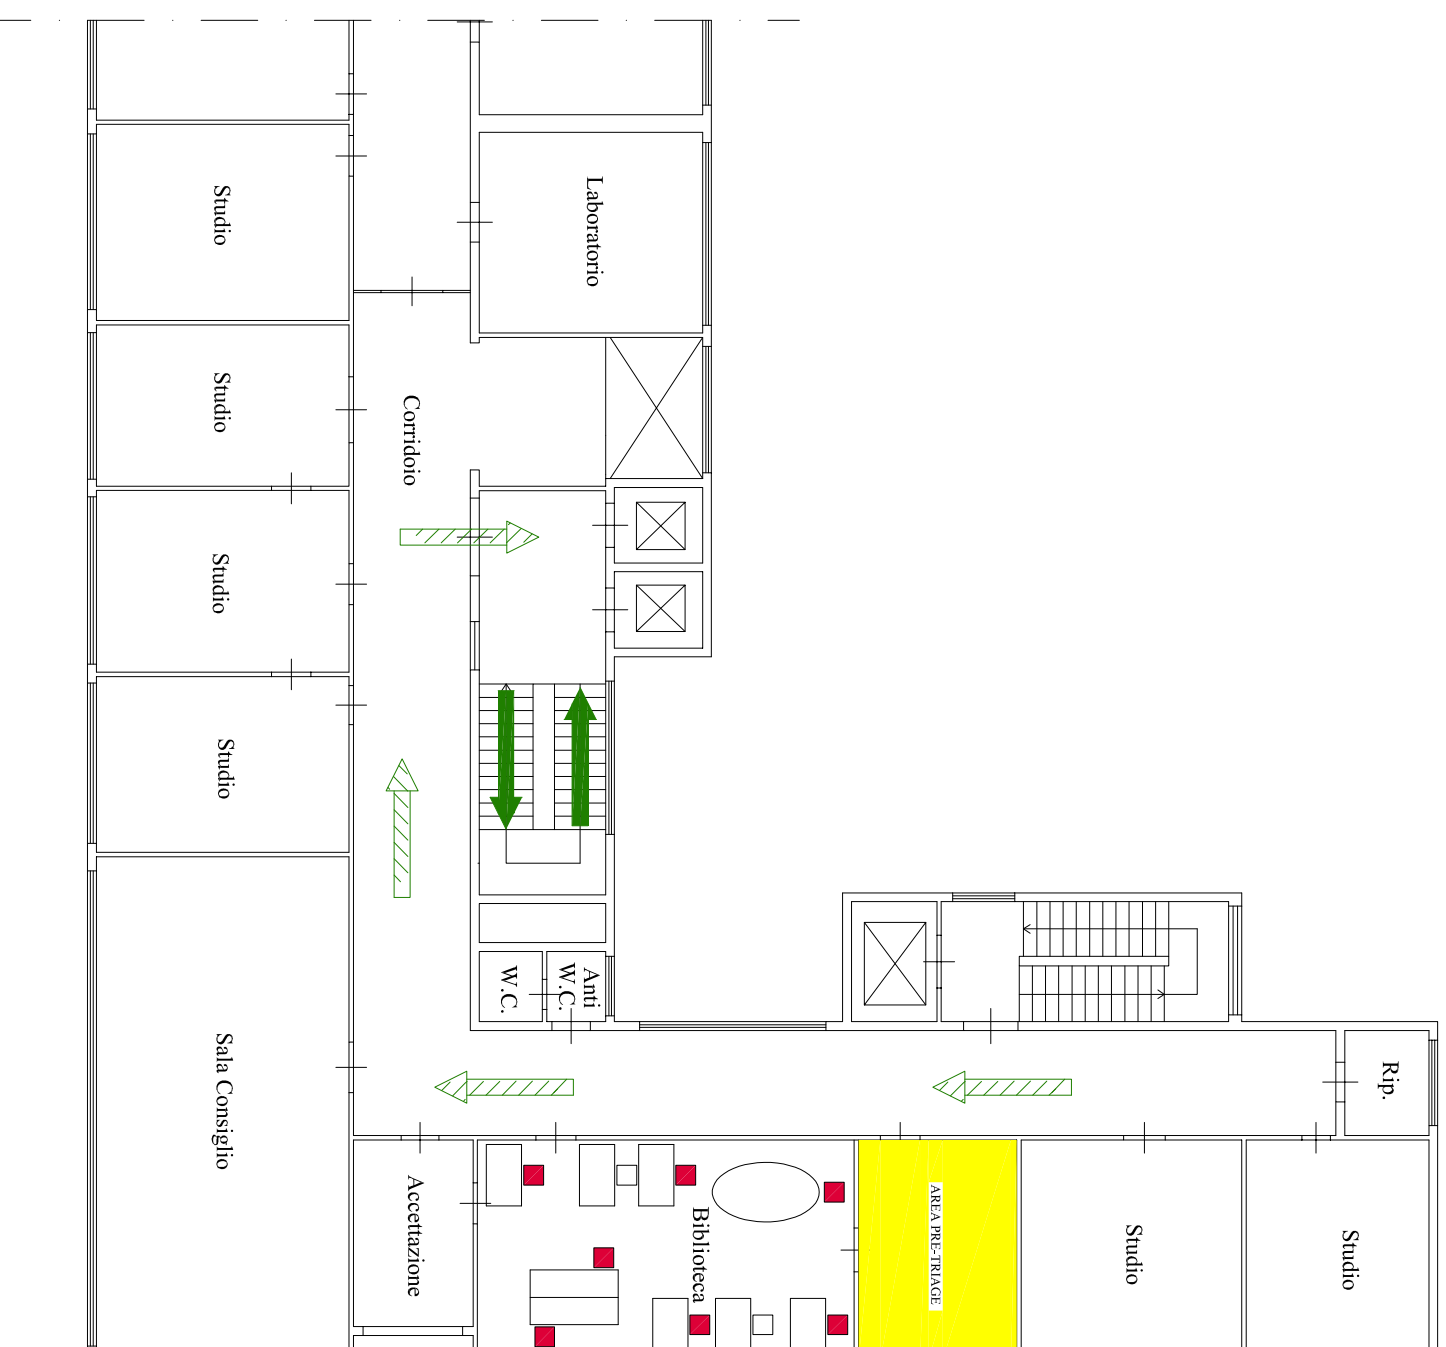 Studio
Laboratorio
Studio
Corridoio
Studio
Studio
W.C.
Anti
W.C.
Sala Consiglio
Rip.
Accettazione
Biblioteca
AREA PRE-TRIAGE
Studio
Studio